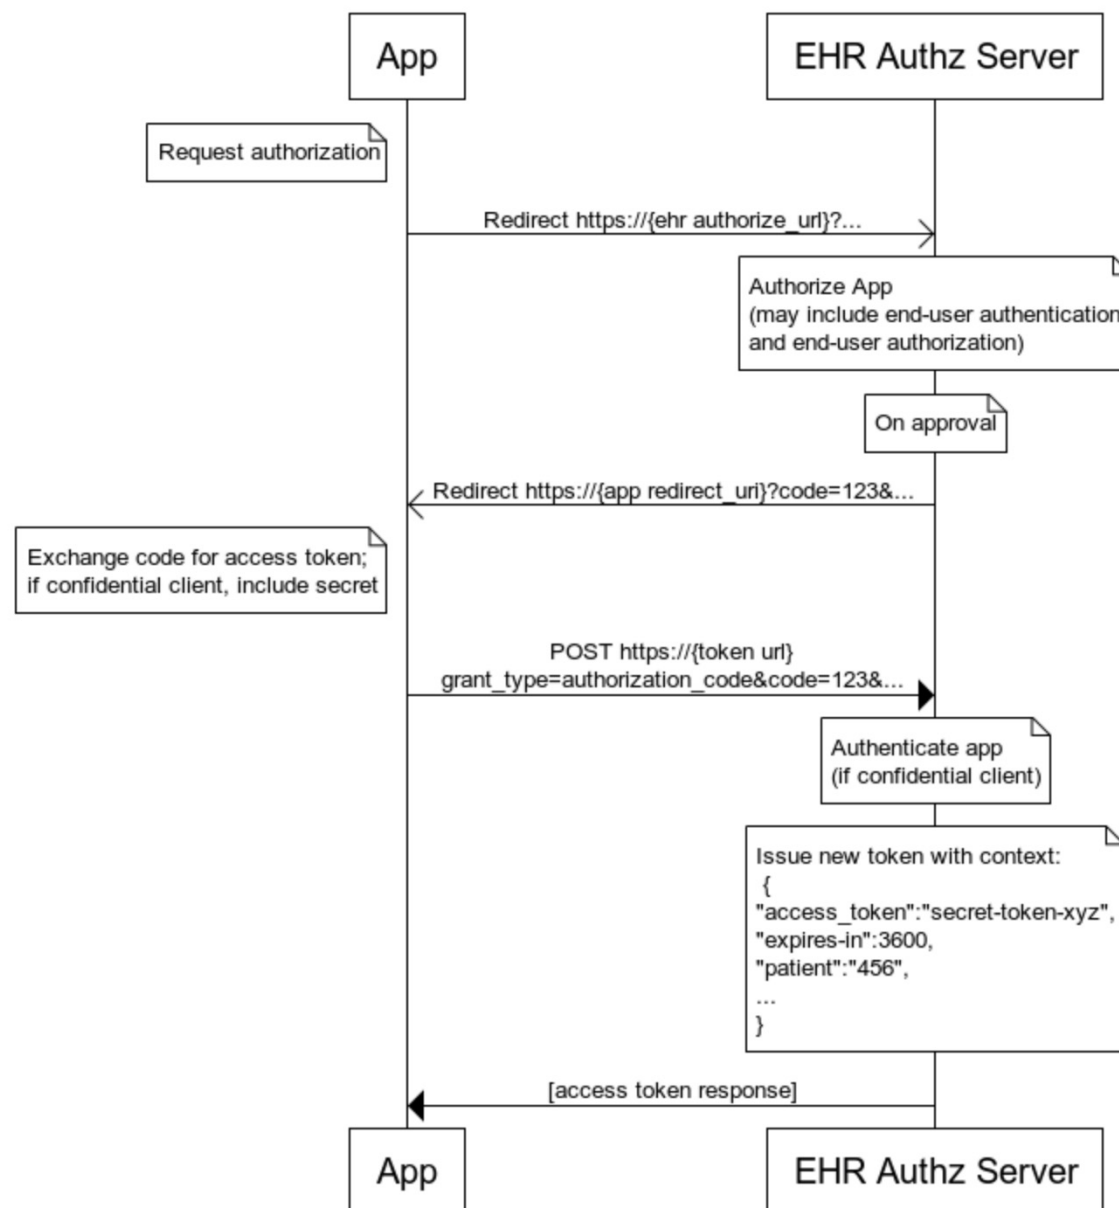 App
EHR Authz Server
Request authorization
Redirect https://{ehr authorize_url}?...
Authorize App
(may include end-user authentication
and end-user authorization)
On approval
Redirect https://{app redirect_uri}?code=123&...
Exchange code for access token;
if confidential client, include secret
POST https://{token url}
grant_type=authorization_code&code=123&...
Authenticate app
(if confidential client)
Issue new token with context:
{
"access_token":"secret-token-xyz",
"expires-in":3600,
"patient":"456",
...
}
[access token response]
App
EHR Authz Server